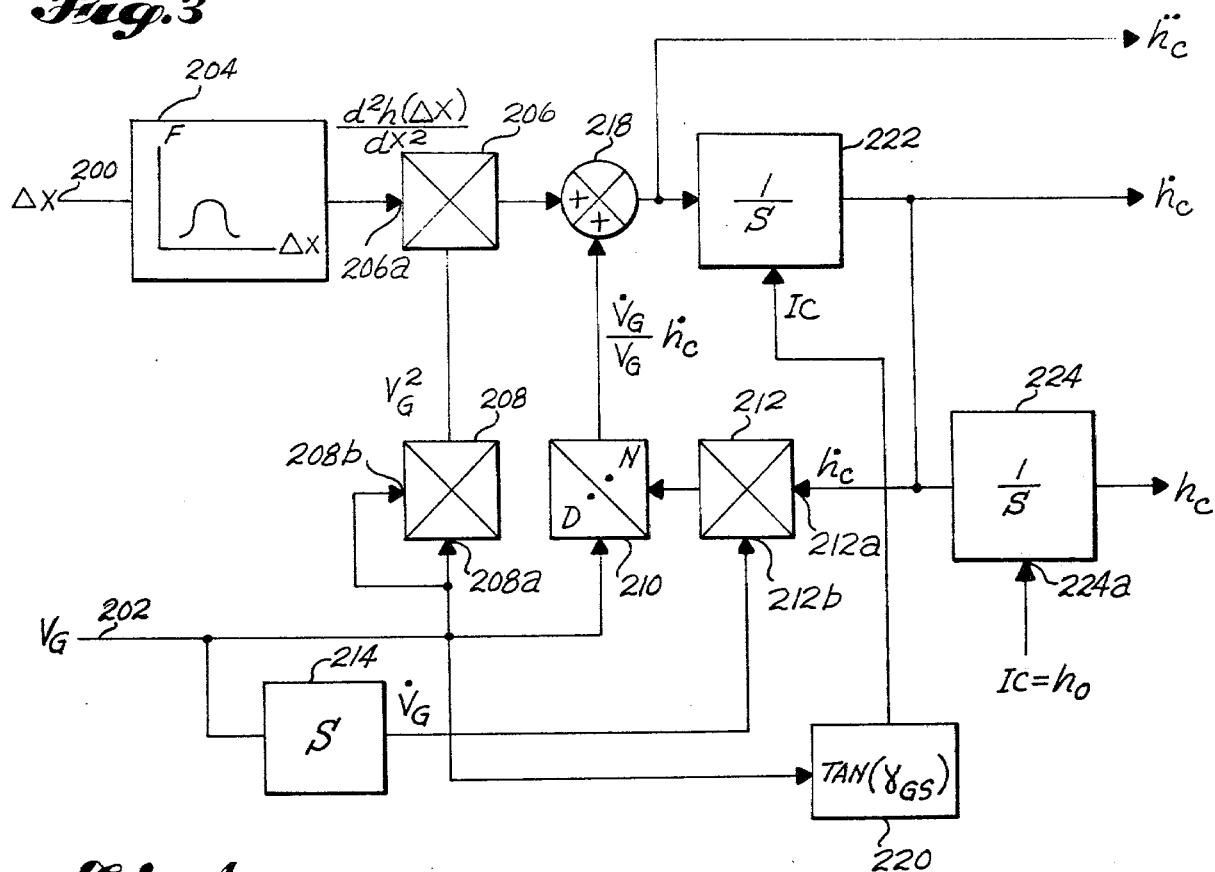 Fig.3
ḧc
204
F
ΔX
d²h(ΔX)
dX²
206
218
222
ΔX
200
+
+
1
S
ḣc
206a
IC
V̇G
VG
ḣc
VG²
208
212
224
208b
N
D
ḣc
1
S
hc
208a
210
212a
212b
224a
VG
202
214
V̇G
S
IC=h₀
TAN(γGS)
220